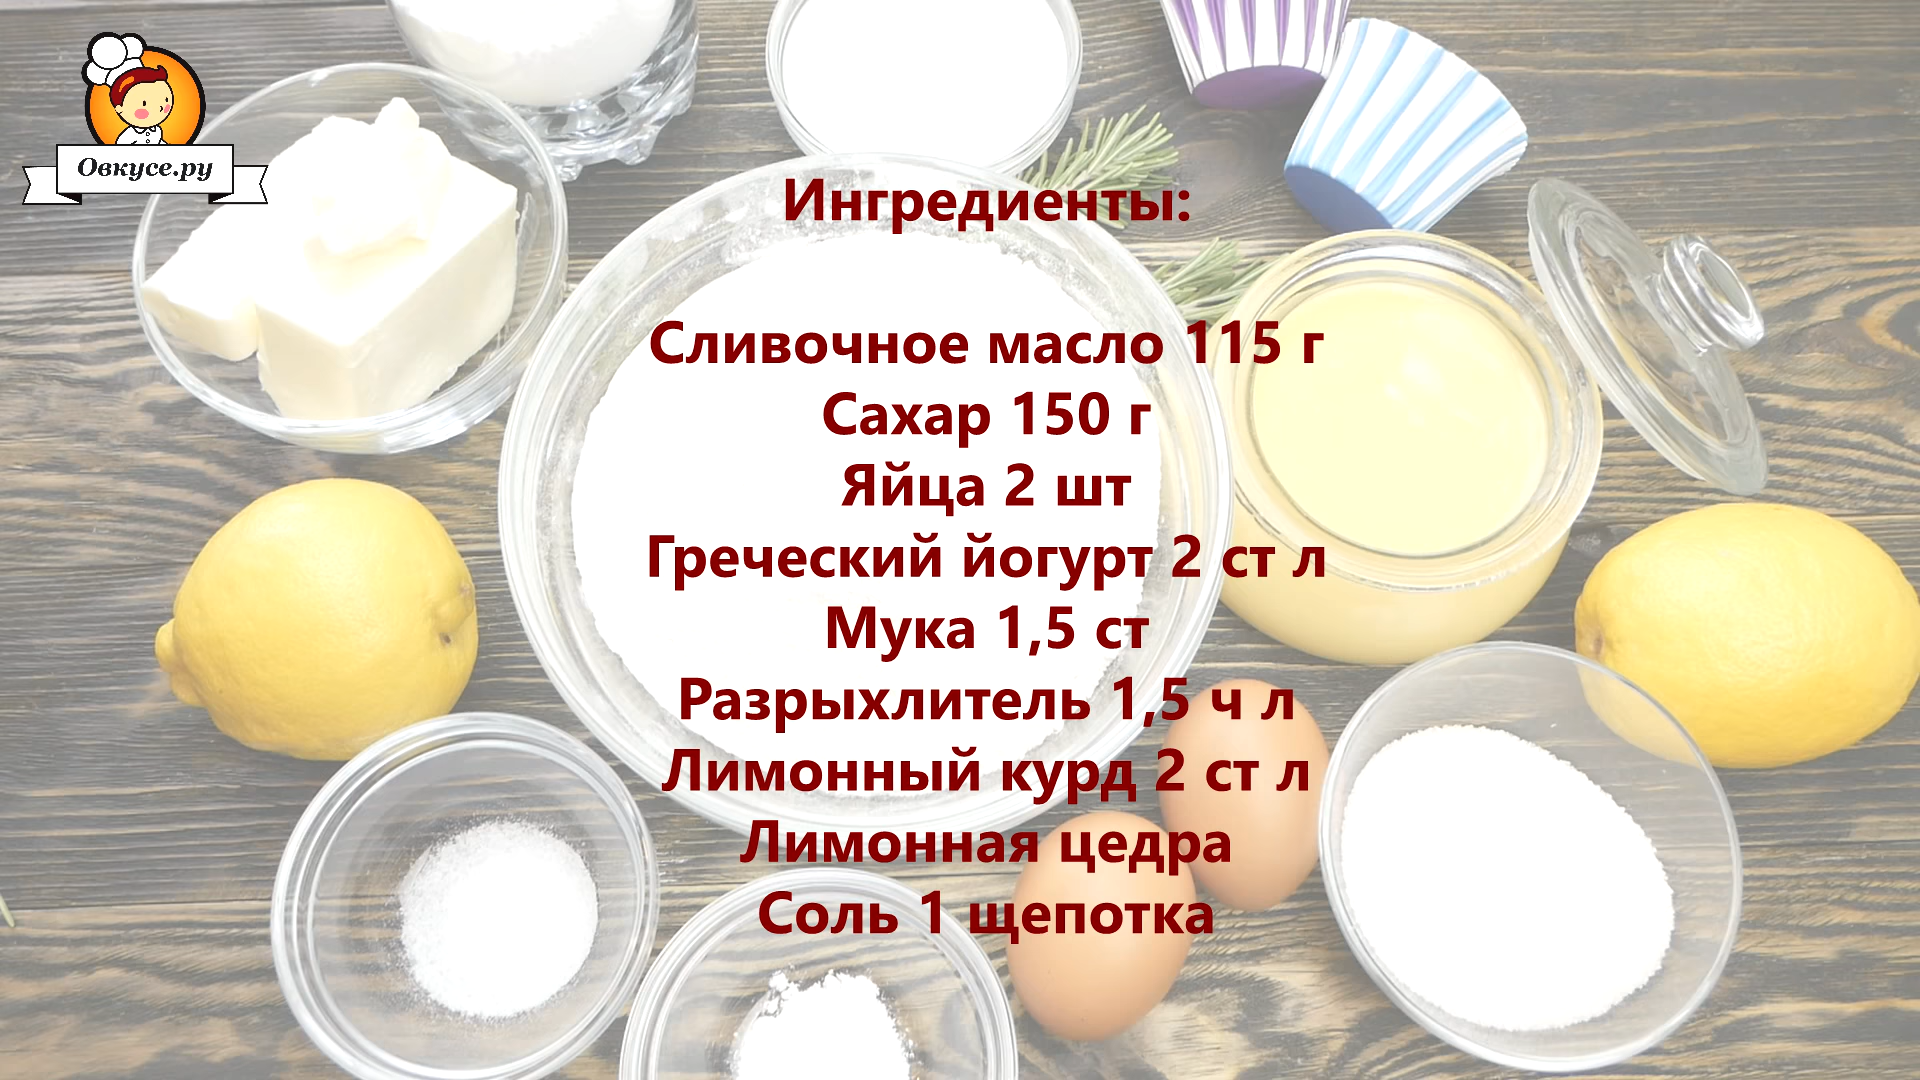 Овкусе.ру
Ингредиенты:
Сливочное масло 115 г
Сахар 150 г
Яйца 2 шт
Греческий йогурт 2 ст л
Мука 1,5 ст
Разрыхлитель 1,5 ч л
Лимонный курд 2 ст л
Лимонная цедра
Соль 1 щепотка